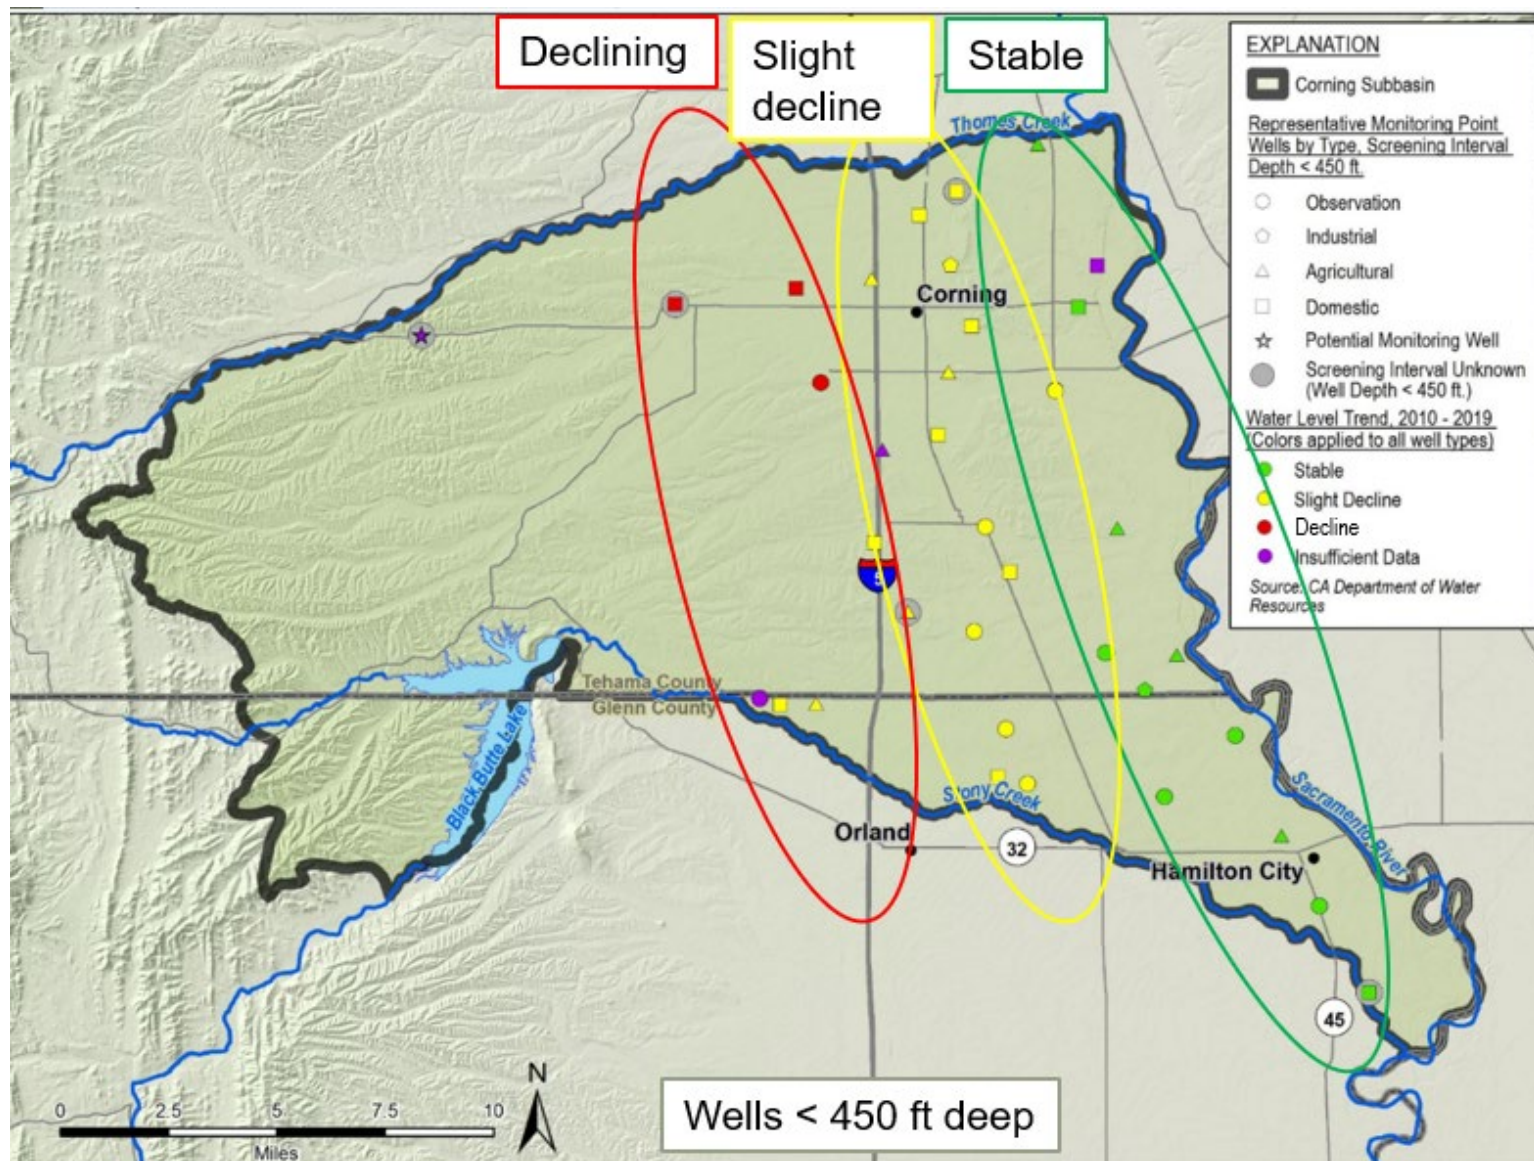 Declining
Slight
decline
Stable
EXPLANATION
Corning Subbasin
Representative Monitoring Point
Wells by Type, Screening Interval
Depth < 450 ft.
Observation
Industrial
Agricultural
Domestic
Potential Monitoring Well
Screening Interval Unknown
(Well Depth < 450 ft.)
Water Level Trend, 2010 - 2019
(Colors applied to all well types)
Stable
Slight Decline
Decline
Insufficient Data
Source: CA Department of Water
Resources
Thomes Creek
Corning
5
Tehama County
Glenn County
Black Butte Lake
Stony Creek
Sacramento River
Orland
32
Hamilton City
45
N
0 2.5 5 7.5 10
Miles
Wells < 450 ft deep